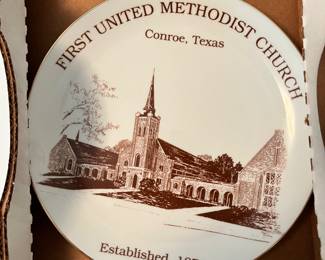 FIRST UNITED METHODIST CHURCH
Conroe, Texas
Established